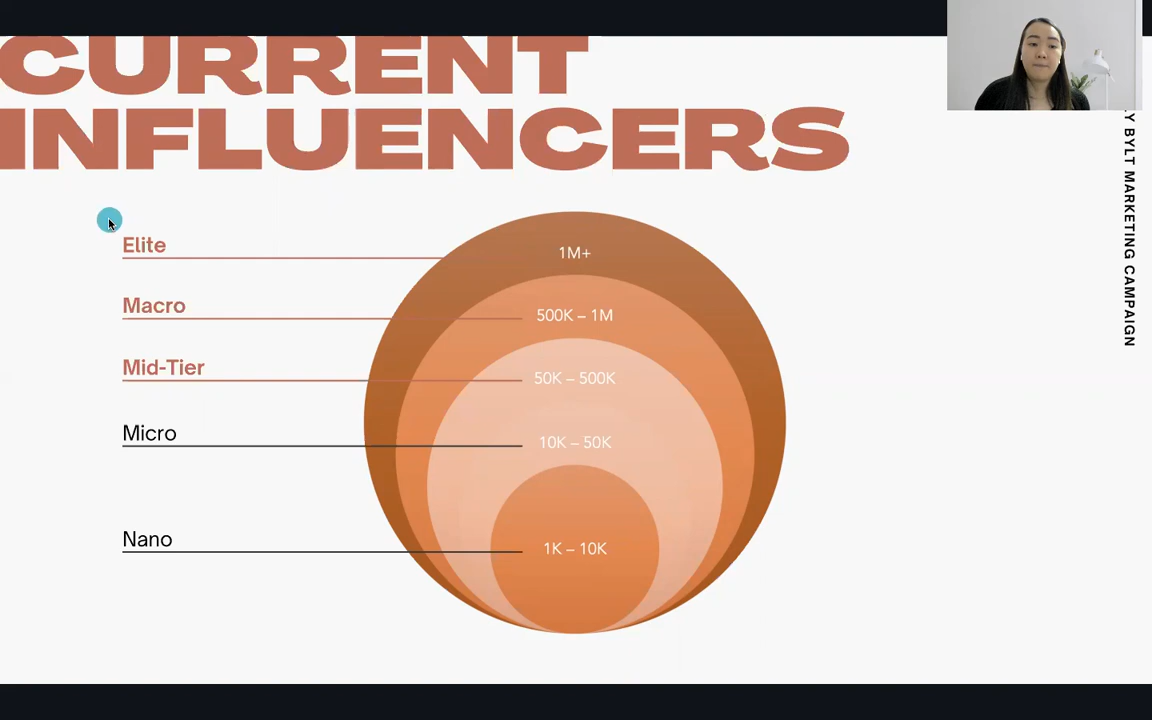 CURRENT
INFLUENCERS
Elite
1M+
Macro
500K – 1M
Mid-Tier
50K – 500K
Micro
10K – 50K
Nano
1K – 10K
BYLT MARKETING CAMPAIGN